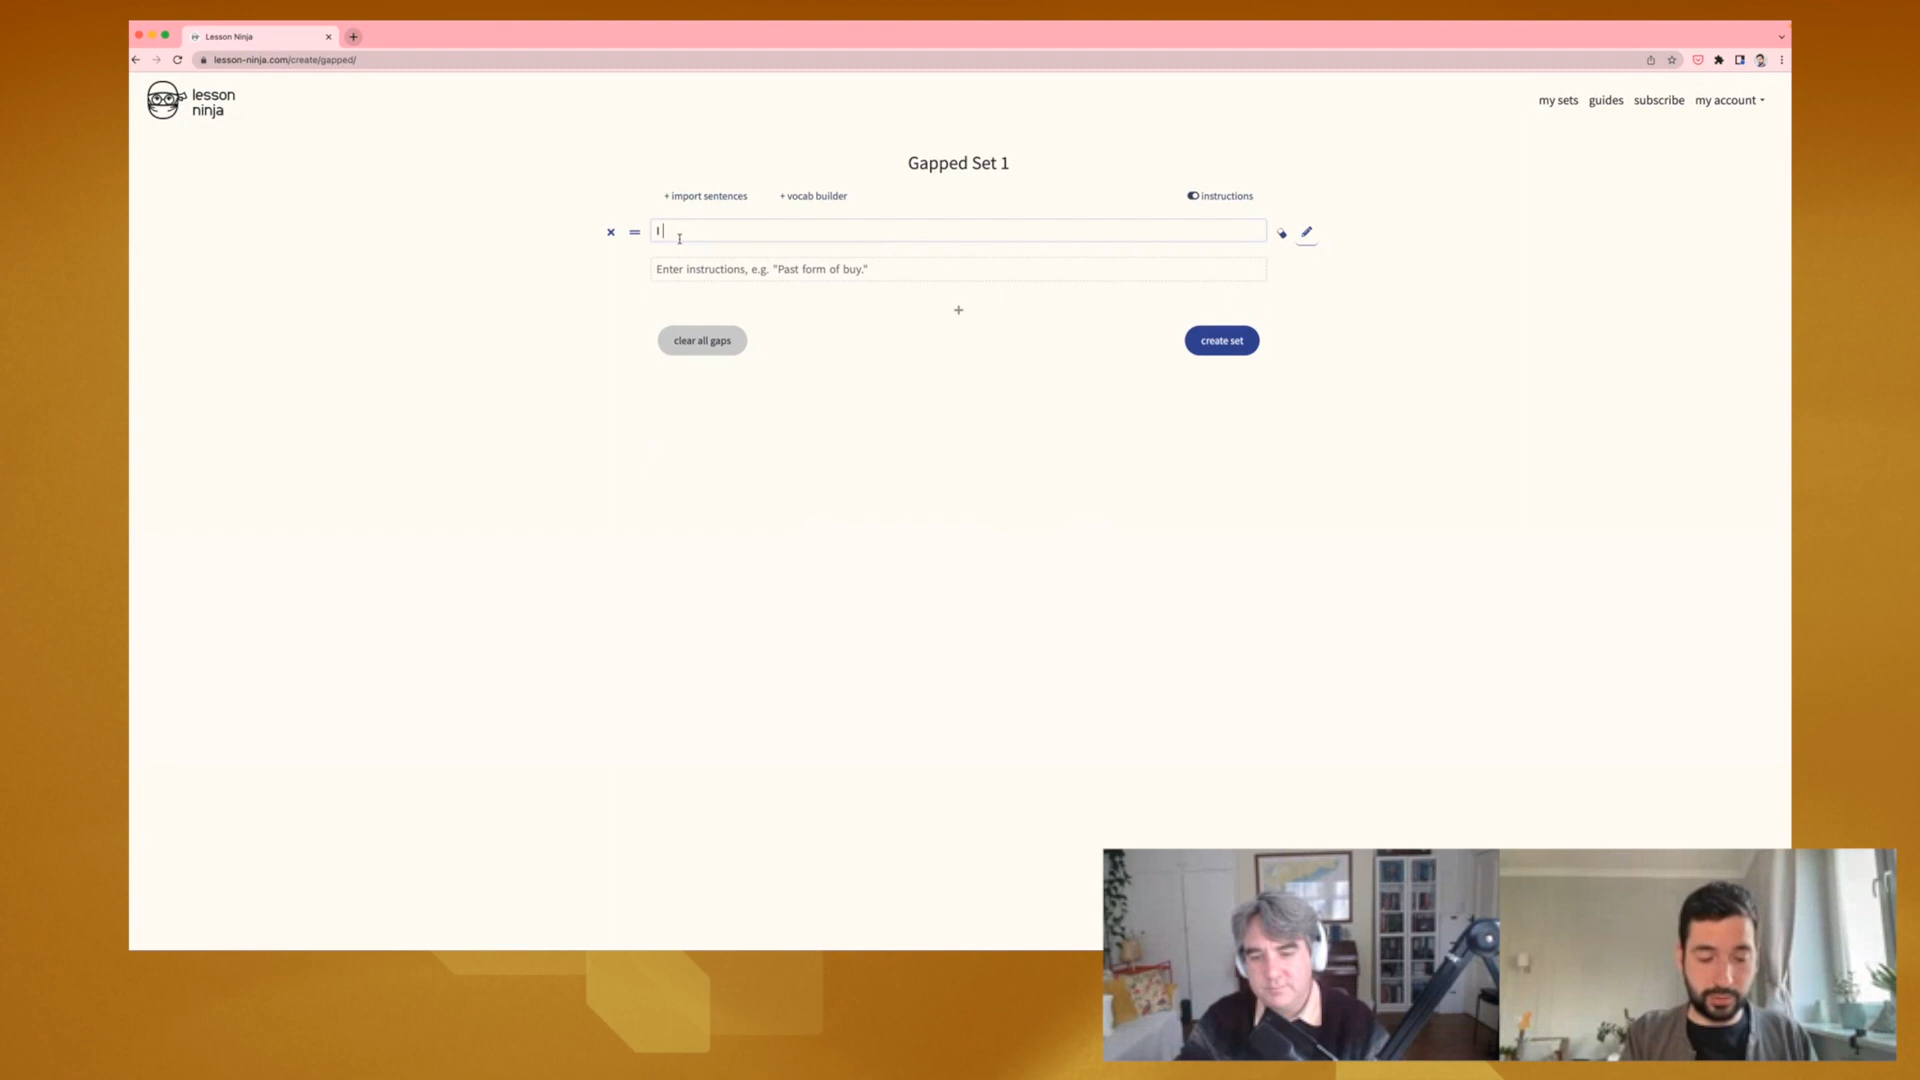 Lesson Ninja
lesson-ninja.com/create/gapped/
lesson
ninja
my sets guides subscribe my account
Gapped Set 1
+ import sentences + vocab builder instructions
I
Enter instructions, e.g. "Past form of buy."
+
clear all gaps create set